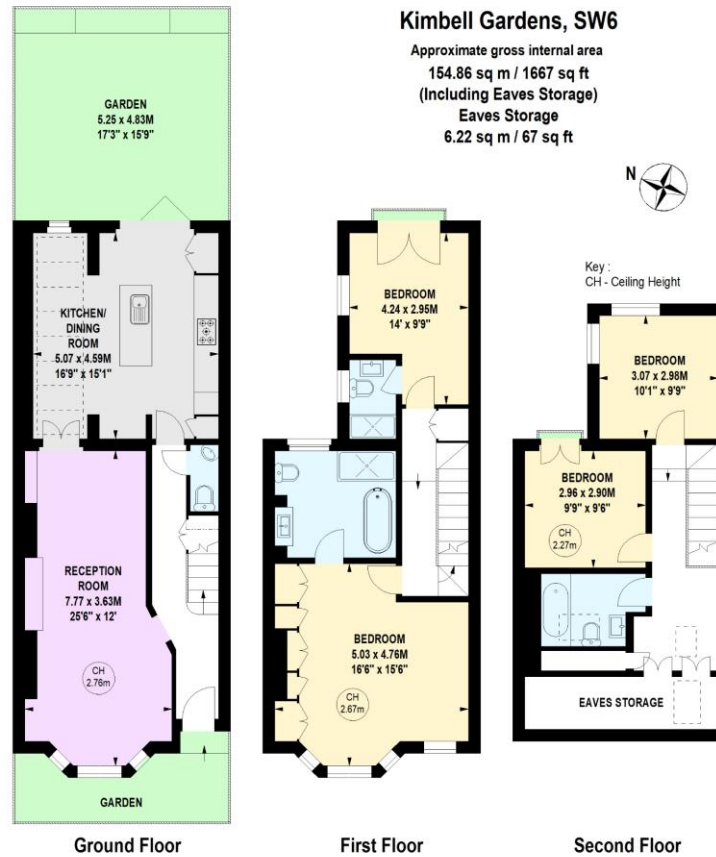 Kimbell Gardens, SW6
Approximate gross internal area
154.86 sq m / 1667 sq ft
(Including Eaves Storage)
Eaves Storage
6.22 sq m / 67 sq ft
N
Key :
CH - Ceiling Height
GARDEN
5.25 x 4.83M
17'3" x 15'9"
KITCHEN/
DINING
ROOM
5.07 x 4.59M
16'9" x 15'1"
RECEPTION
ROOM
7.77 x 3.63M
25'6" x 12'
CH
2.76m
GARDEN
Ground Floor
BEDROOM
4.24 x 2.95M
14' x 9'9"
BEDROOM
5.03 x 4.76M
16'6" x 15'6"
CH
2.67m
First Floor
BEDROOM
3.07 x 2.98M
10'1" x 9'9"
BEDROOM
2.96 x 2.90M
9'9" x 9'6"
CH
2.27m
EAVES STORAGE
Second Floor